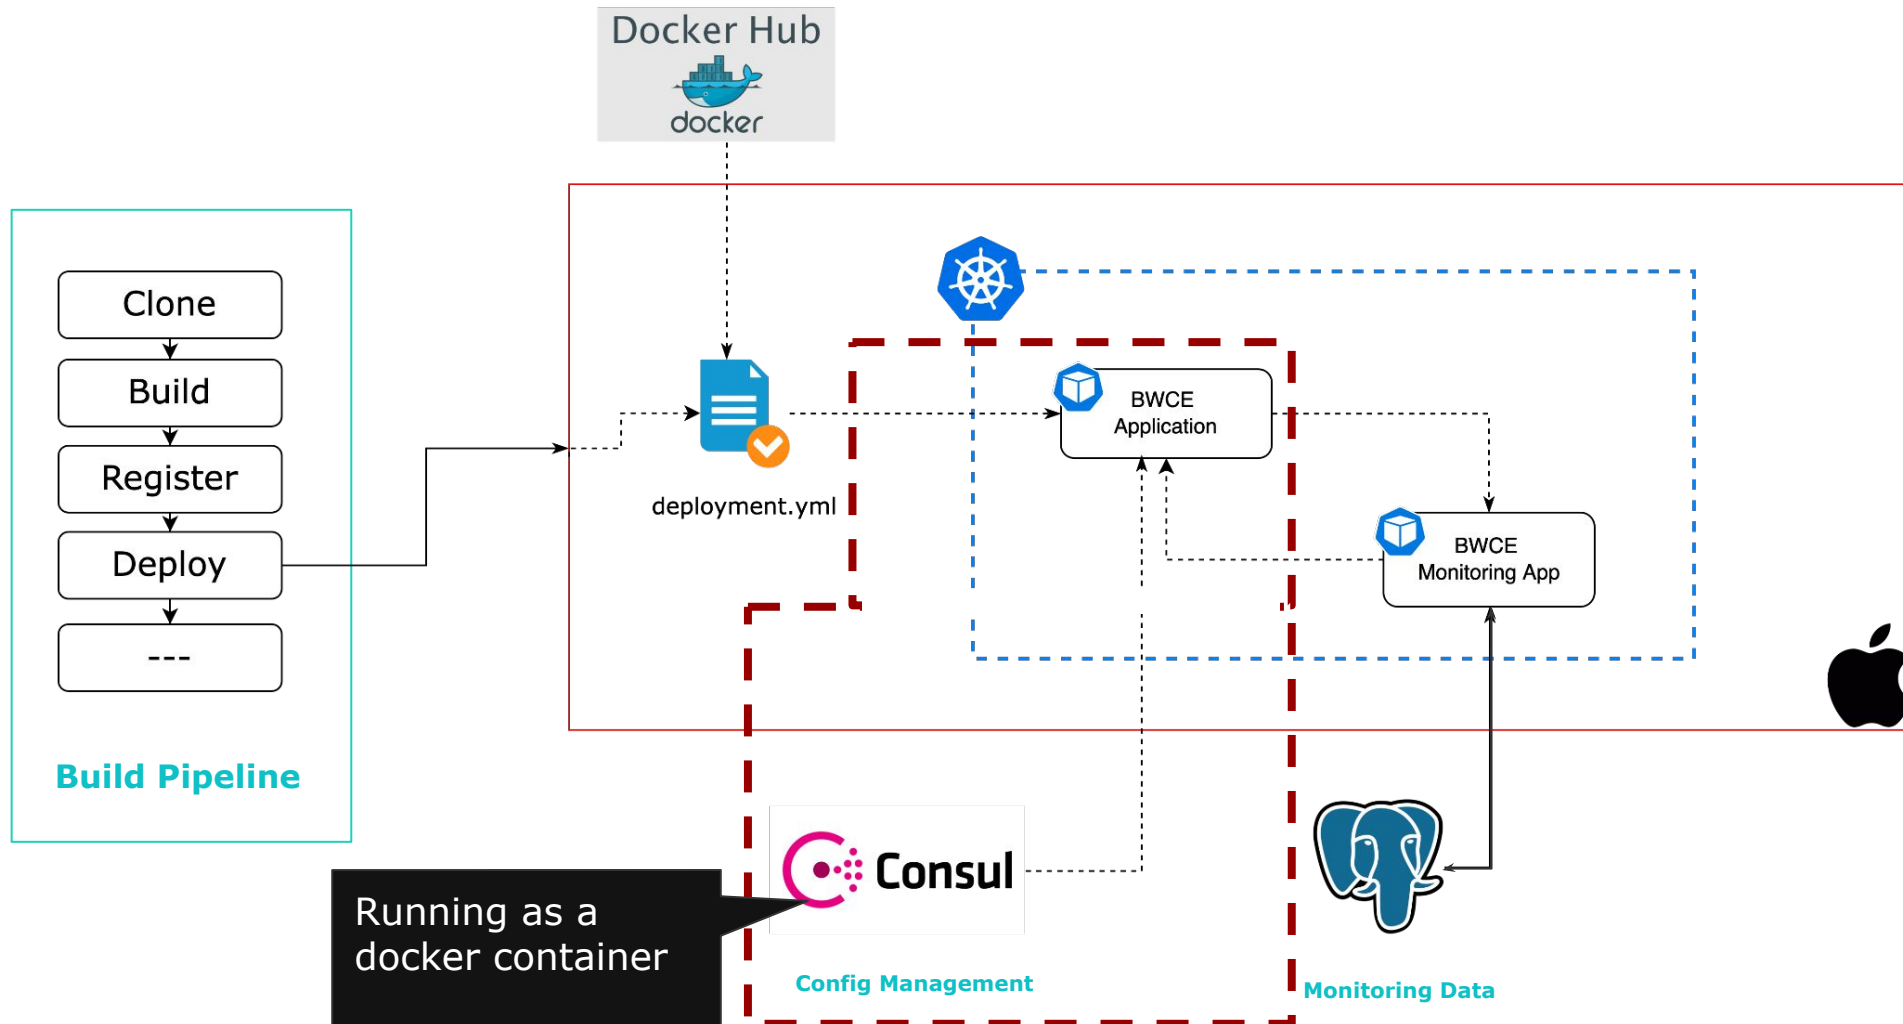 Docker Hub
docker
Clone
Build
Register
Deploy
---
Build Pipeline
deployment.yml
BWCE
Application
BWCE
Monitoring App
Consul
Running as a
docker container
Config Management
Monitoring Data